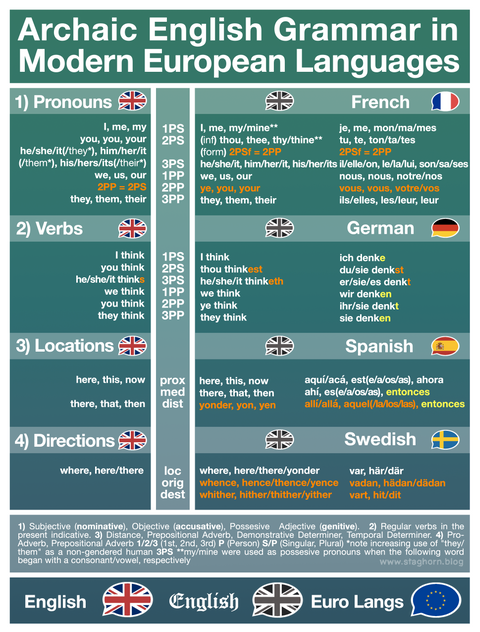 Archaic English Grammar in
Modern European Languages
1) Pronouns French
I, me, my 1PS I, me, my/mine** je, me, mon/ma/mes
you, you, your 2PS (inf) thou, thee, thy/thine** tu, te, ton/ta/tes
he/she/it(/they*), him/her/it (form) 2PSf = 2PP 2PSf = 2PP
(/them*), his/hers/its(/their*) 3PS he/she/it, him/her/it, his/her/its il/elle/on, le/la/lui, son/sa/ses
we, us, our 1PP we, us, our nous, nous, notre/nos
2PP = 2PS 2PP ye, you, your vous, vous, votre/vos
they, them, their 3PP they, them, their ils/elles, les/leur, leur
2) Verbs German
I think 1PS I think ich denke
you think 2PS thou thinkest du/sie denkst
he/she/it thinks 3PS he/she/it thinketh er/sie/es denkt
we think 1PP we think wir denken
you think 2PP ye think ihr/sie denkt
they think 3PP they think sie denken
3) Locations Spanish
here, this, now prox here, this, now aquí/acá, est(e/a/os/as), ahora
med there, that, then ahí, es(e/a/os/as), entonces
there, that, then dist yonder, yon, yen allí/allá, aquel(/la/los/las), entonces
4) Directions Swedish
where, here/there loc where, here/there/yonder var, här/där
orig whence, hence/thence/yence vadan, hädan/dädan
dest whither, hither/thither/yither vart, hit/dit
1) Subjective (nominative), Objective (accusative), Possesive Adjective (genitive). 2) Regular verbs in the
present indicative. 3) Distance, Prepositional Adverb, Demonstrative Determiner, Temporal Determiner. 4) Pro-
Adverb, Prepositional Adverb 1/2/3 (1st, 2nd, 3rd) P (Person) S/P (Singular, Plural) *note increasing use of "they/
them" as a non-gendered human 3PS **my/mine were used as possesive pronouns when the following word
began with a consonant/vowel, respectively
www.staghorn.blog
English English Euro Langs